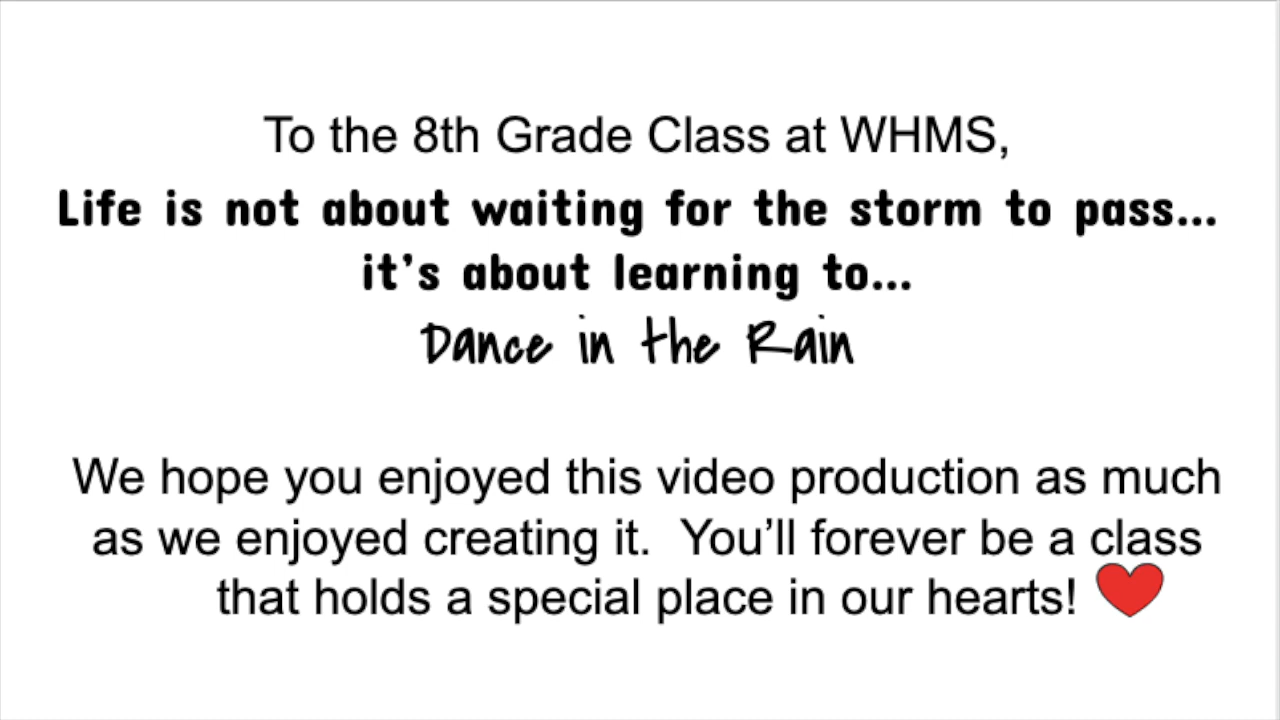 To the 8th Grade Class at WHMS,
Life is not about waiting for the storm to pass...
it's about learning to...
Dance in the Rain
We hope you enjoyed this video production as much
as we enjoyed creating it.  You'll forever be a class
that holds a special place in our hearts!